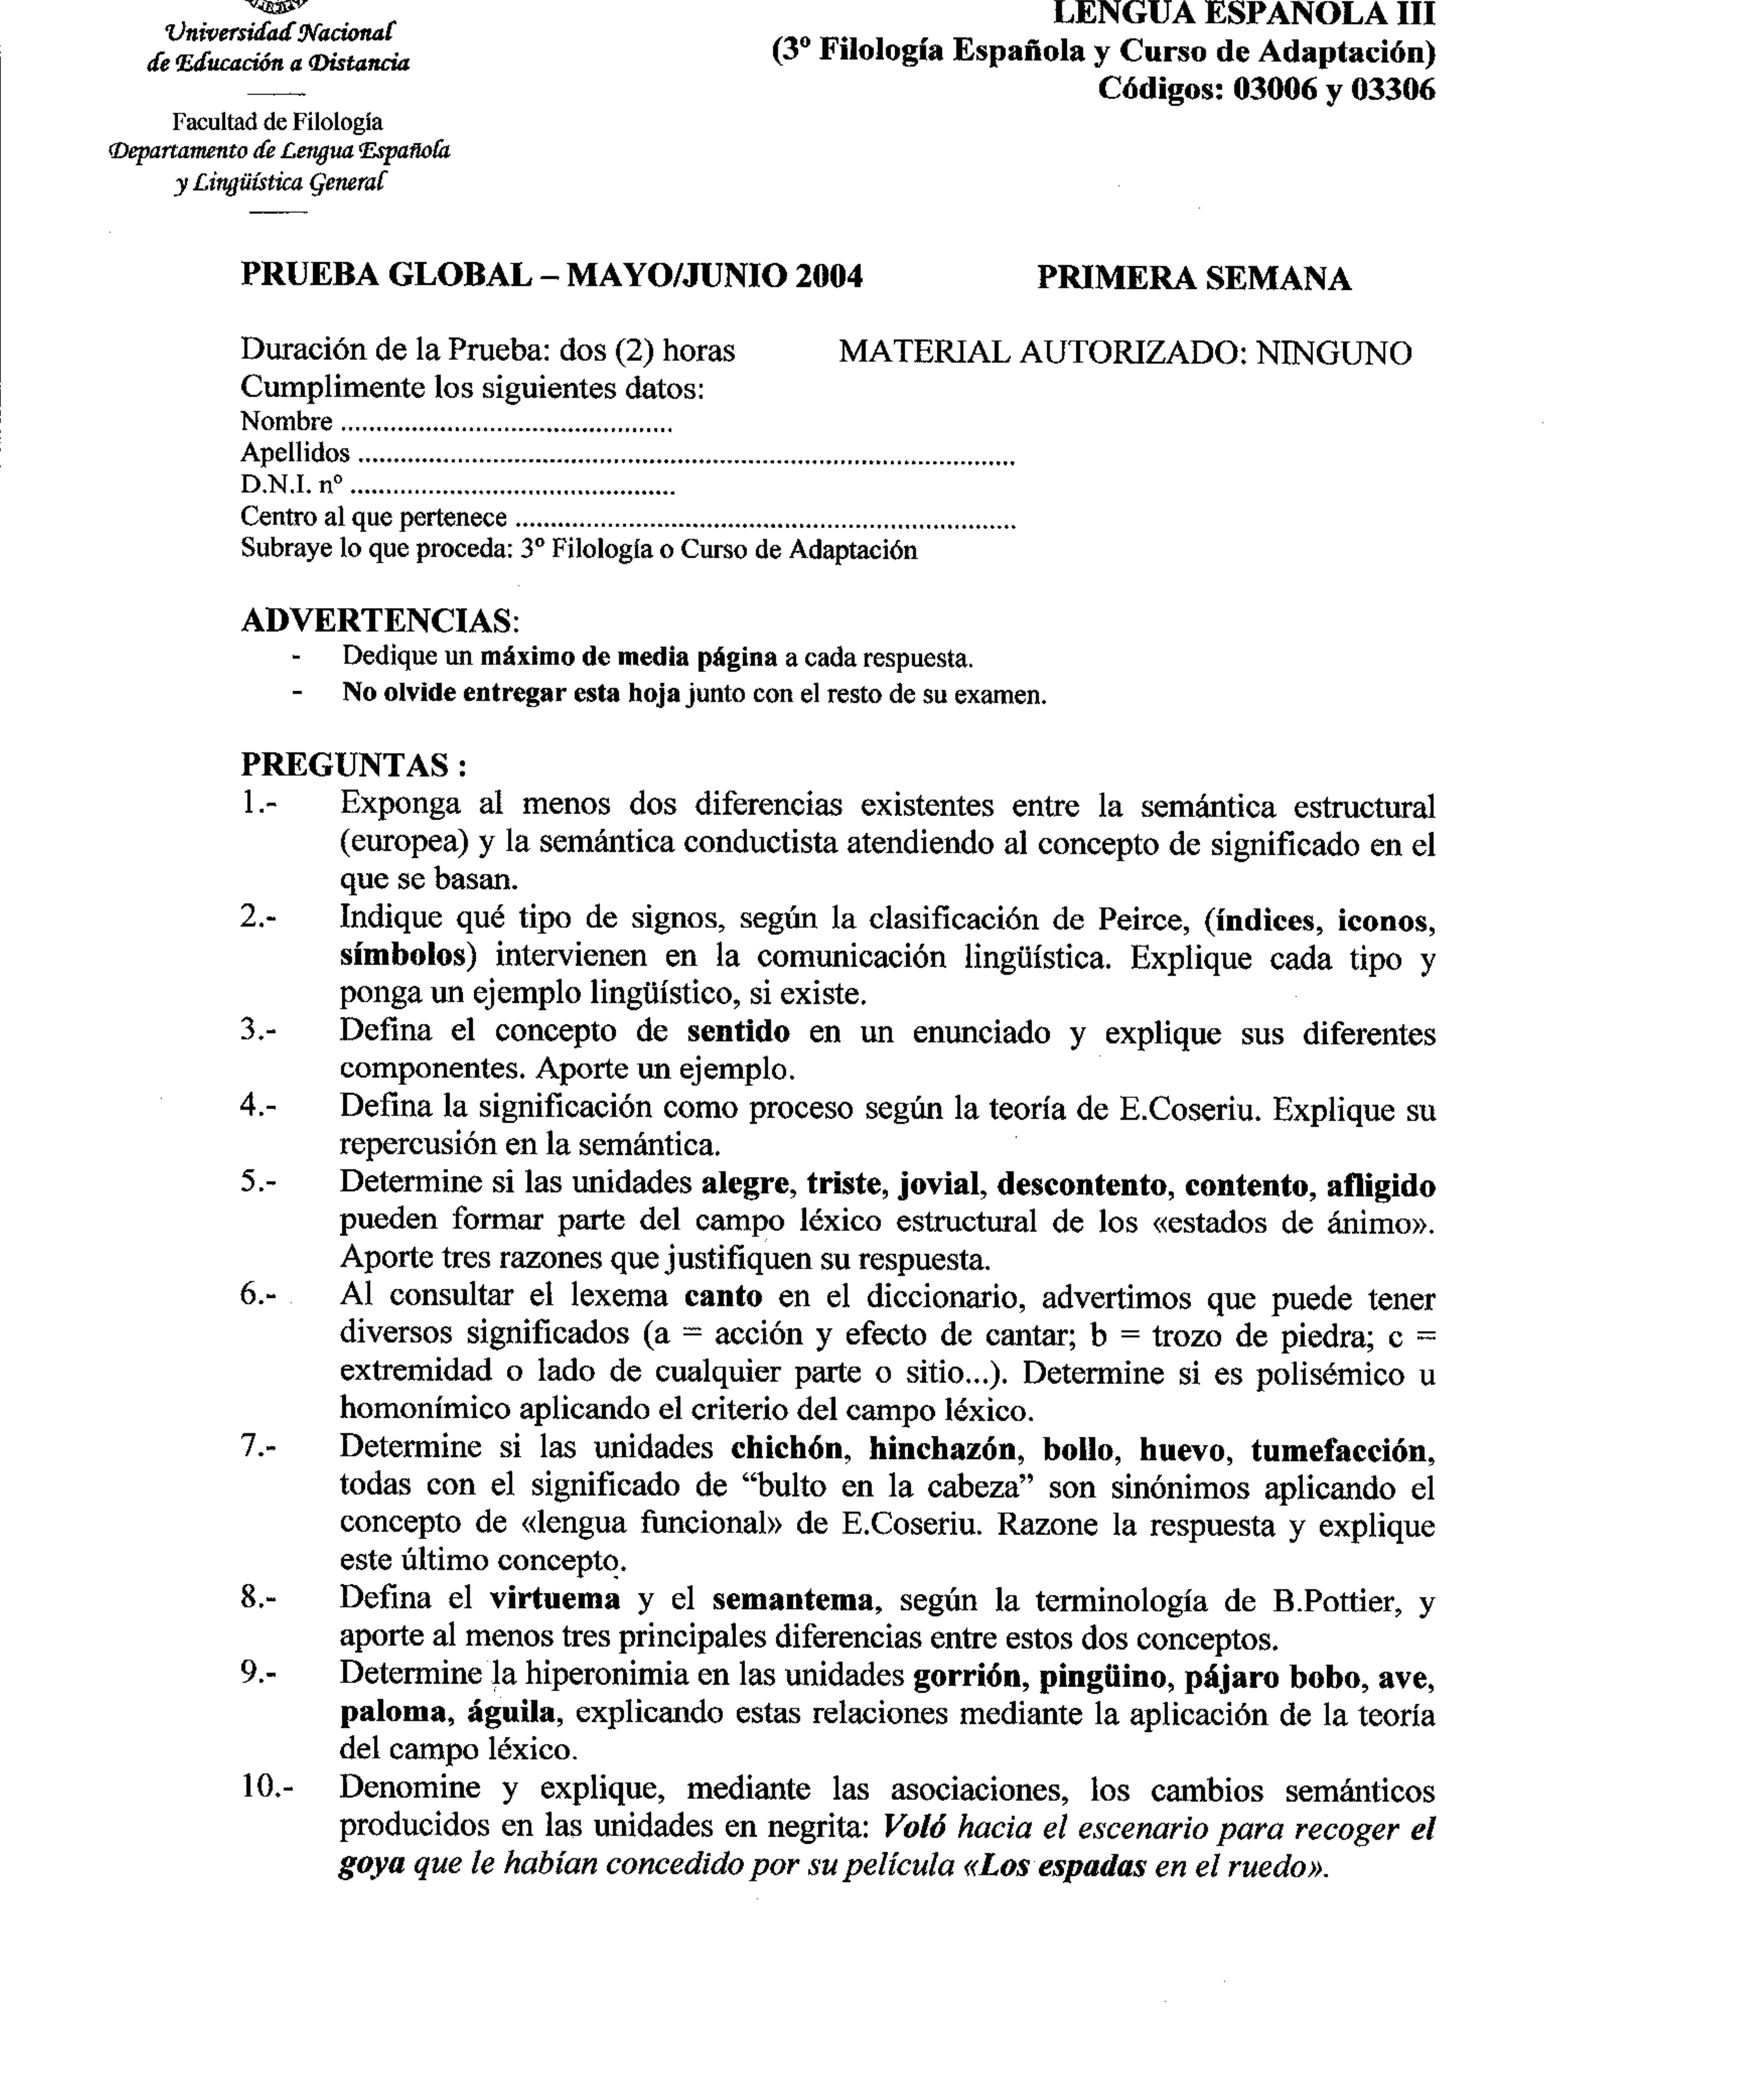 Universidad Nacional
de Educación a Distancia
Facultad de Filología
Departamento de Lengua Española
y Lingüística General
LENGUA ESPAÑOLA III
(3º Filología Española y Curso de Adaptación)
Códigos: 03006 y 03306
PRUEBA GLOBAL – MAYO/JUNIO 2004 PRIMERA SEMANA
Duración de la Prueba: dos (2) horas MATERIAL AUTORIZADO: NINGUNO
Cumplimente los siguientes datos:
Nombre ...............................................
Apellidos .............................................................................................
D.N.I. nº ..............................................
Centro al que pertenece .......................................................................
Subraye lo que proceda: 3º Filología o Curso de Adaptación
ADVERTENCIAS:
- Dedique un máximo de media página a cada respuesta.
- No olvide entregar esta hoja junto con el resto de su examen.
PREGUNTAS :
1.- Exponga al menos dos diferencias existentes entre la semántica estructural
(europea) y la semántica conductista atendiendo al concepto de significado en el
que se basan.
2.- Indique qué tipo de signos, según la clasificación de Peirce, (índices, iconos,
símbolos) intervienen en la comunicación lingüística. Explique cada tipo y
ponga un ejemplo lingüístico, si existe.
3.- Defina el concepto de sentido en un enunciado y explique sus diferentes
componentes. Aporte un ejemplo.
4.- Defina la significación como proceso según la teoría de E.Coseriu. Explique su
repercusión en la semántica.
5.- Determine si las unidades alegre, triste, jovial, descontento, contento, afligido
pueden formar parte del campo léxico estructural de los «estados de ánimo».
Aporte tres razones que justifiquen su respuesta.
6.- Al consultar el lexema canto en el diccionario, advertimos que puede tener
diversos significados (a = acción y efecto de cantar; b = trozo de piedra; c =
extremidad o lado de cualquier parte o sitio...). Determine si es polisémico u
homonímico aplicando el criterio del campo léxico.
7.- Determine si las unidades chichón, hinchazón, bollo, huevo, tumefacción,
todas con el significado de “bulto en la cabeza” son sinónimos aplicando el
concepto de «lengua funcional» de E.Coseriu. Razone la respuesta y explique
este último concepto.
8.- Defina el virtuema y el semantema, según la terminología de B.Pottier, y
aporte al menos tres principales diferencias entre estos dos conceptos.
9.- Determine la hiperonimia en las unidades gorrión, pingüino, pájaro bobo, ave,
paloma, águila, explicando estas relaciones mediante la aplicación de la teoría
del campo léxico.
10.- Denomine y explique, mediante las asociaciones, los cambios semánticos
producidos en las unidades en negrita: Voló hacia el escenario para recoger el
goya que le habían concedido por su película «Los espadas en el ruedo».